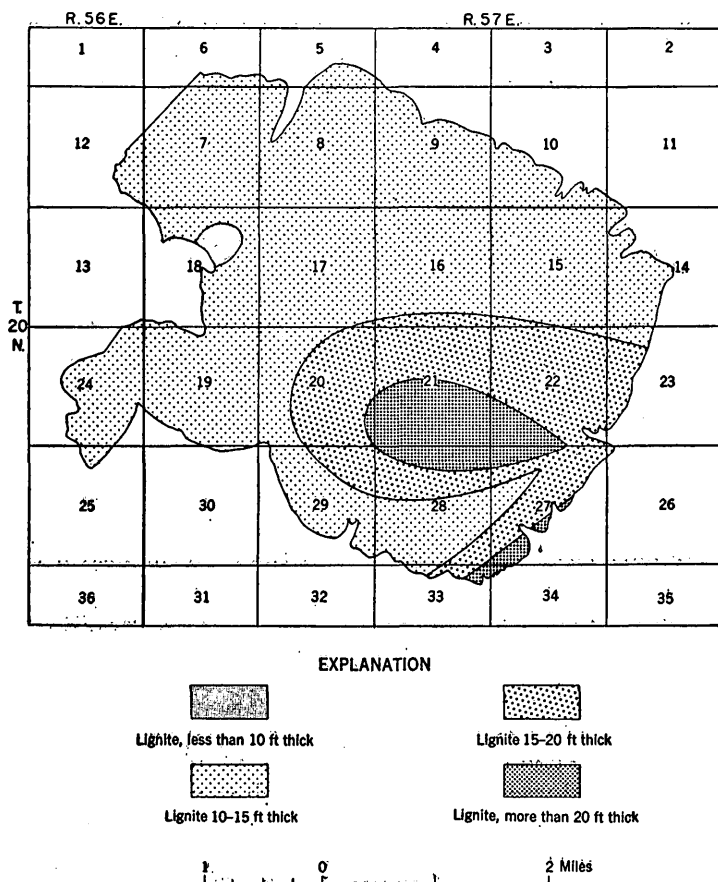 R. 56 E. R. 57 E.
1 6 5 4 3 2
12 7 8 9 10 11
13 18 17 16 15 14
T.
20
N.
24 19 20 21 22 23
25 30 29 28 27 26
36 31 32 33 34 35
EXPLANATION
Lignite, less than 10 ft thick
Lignite 15–20 ft thick
Lignite 10–15 ft thick
Lignite, more than 20 ft thick
1 0 2 Miles